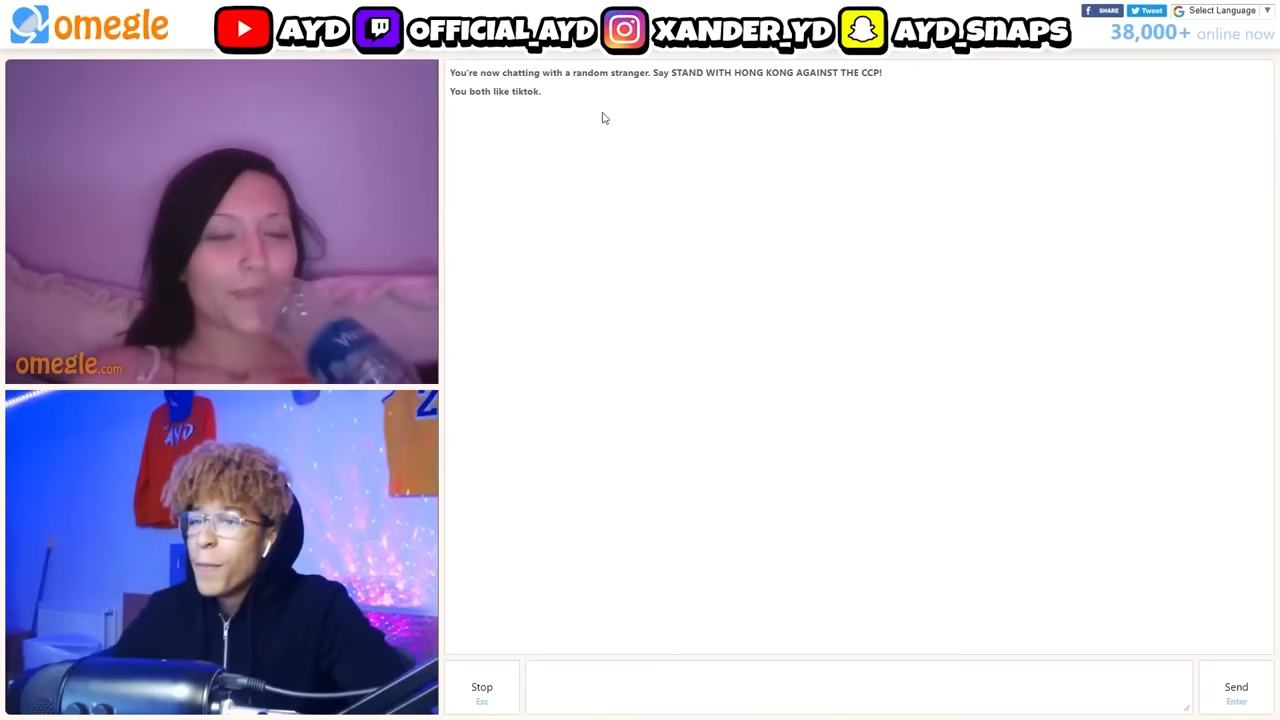 omegle
AYD
OFFICIAL_AYD
XANDER_YD
AYD_SNAPS
SHARE
Tweet
G Select Language ▼
38,000+ online now
You're now chatting with a random stranger. Say STAND WITH HONG KONG AGAINST THE CCP!
You both like tiktok.
omegle.com
AYD
Stop
Esc
Send
Enter